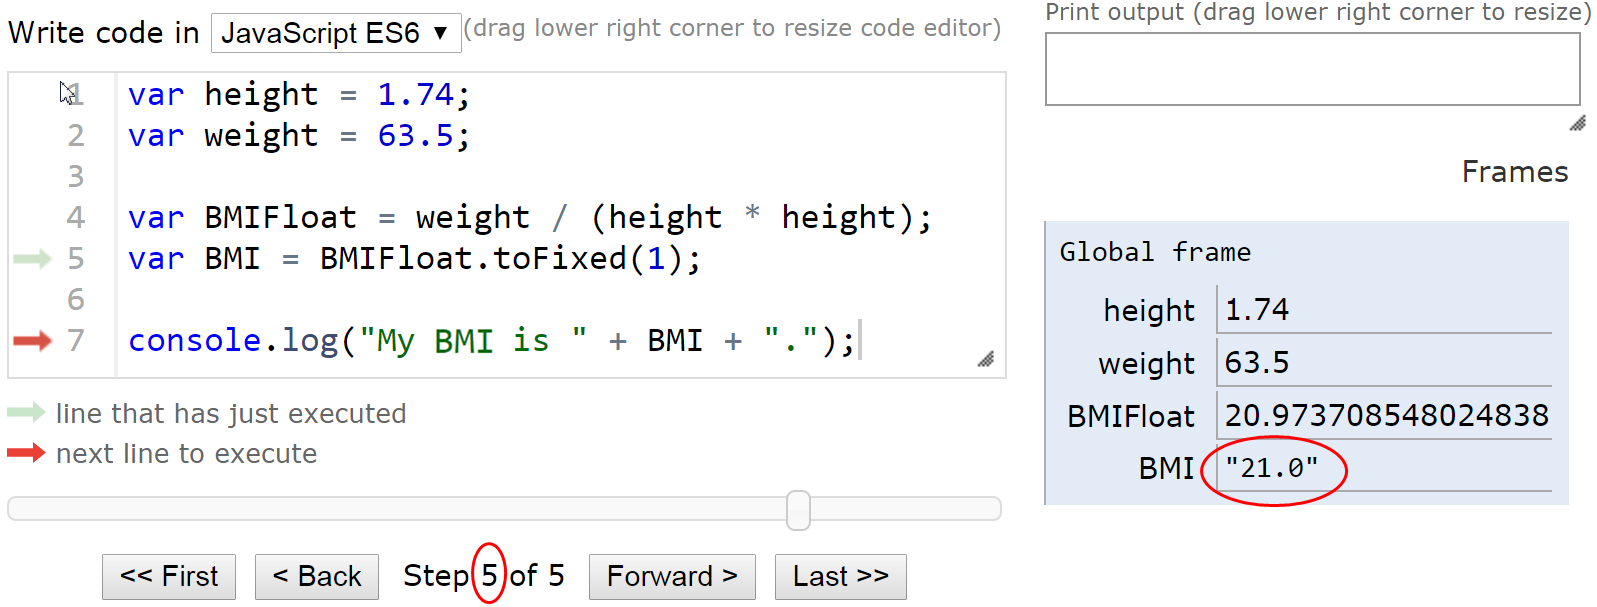 Write code in JavaScript ES6 ▼ (drag lower right corner to resize code editor)
1 var height = 1.74;
2 var weight = 63.5;
3
4 var BMIFloat = weight / (height * height);
5 var BMI = BMIFloat.toFixed(1);
6
7 console.log("My BMI is " + BMI + ".");
line that has just executed
next line to execute
<< First < Back Step 5 of 5 Forward > Last >>
Print output (drag lower right corner to resize)
Frames
Global frame
height 1.74
weight 63.5
BMIFloat 20.973708548024838
BMI "21.0"